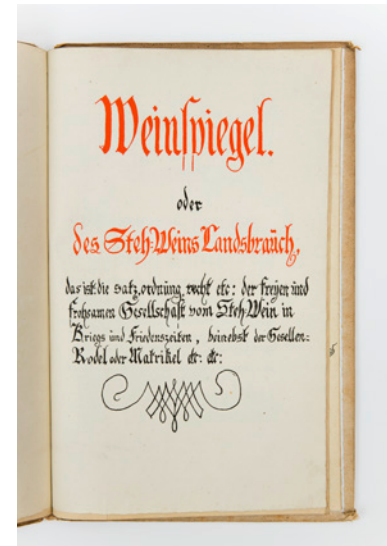 Weinspiegel.
oder
des Steh-Weins Landsbrauch,
das ist die satz, ordnung, recht etc: der freyen und
frohsamen Gesellschaft vom Steh-Wein in
Kriegs und Friedenszeiten, beinebst der Gesellen-
Rodel oder Matrikel etc: etc: